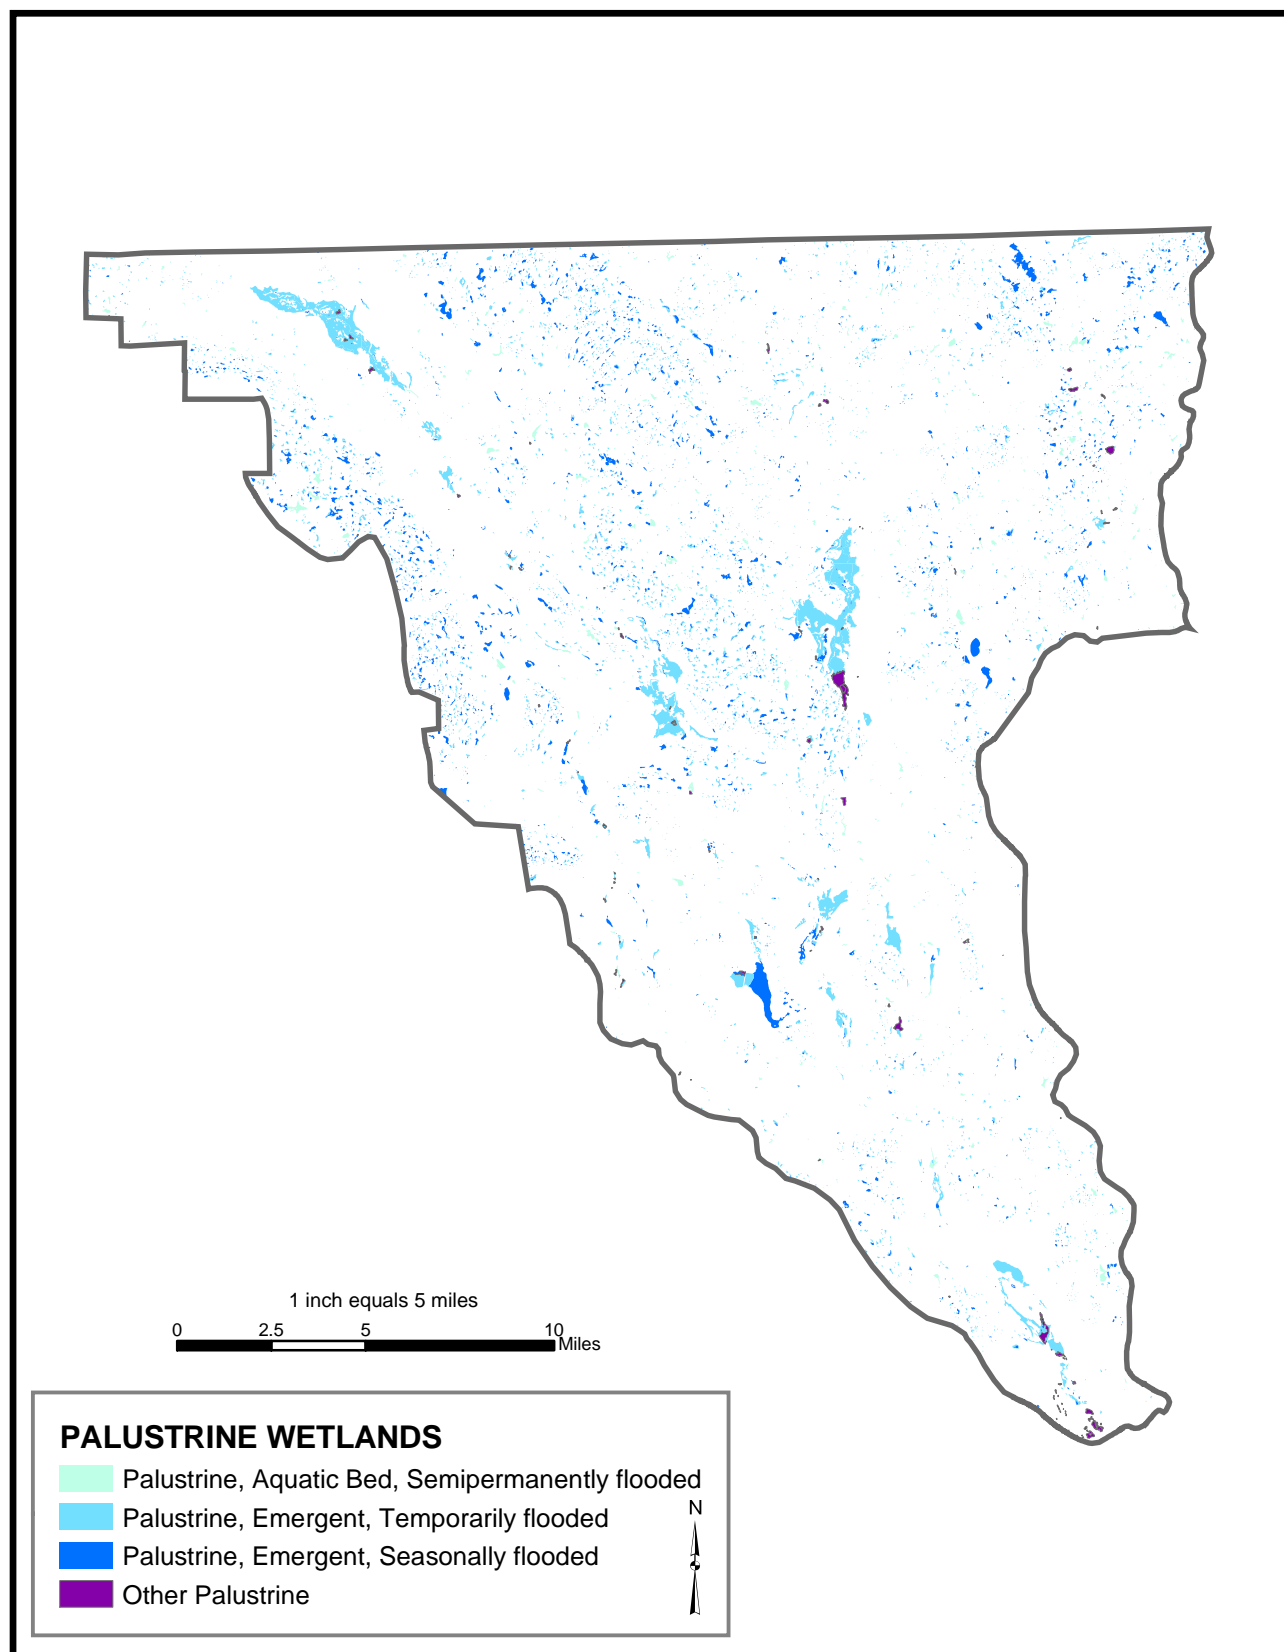 1 inch equals 5 miles
0 2.5 5 10
Miles
PALUSTRINE WETLANDS
Palustrine, Aquatic Bed, Semipermanently flooded
N
Palustrine, Emergent, Temporarily flooded
Palustrine, Emergent, Seasonally flooded
Other Palustrine